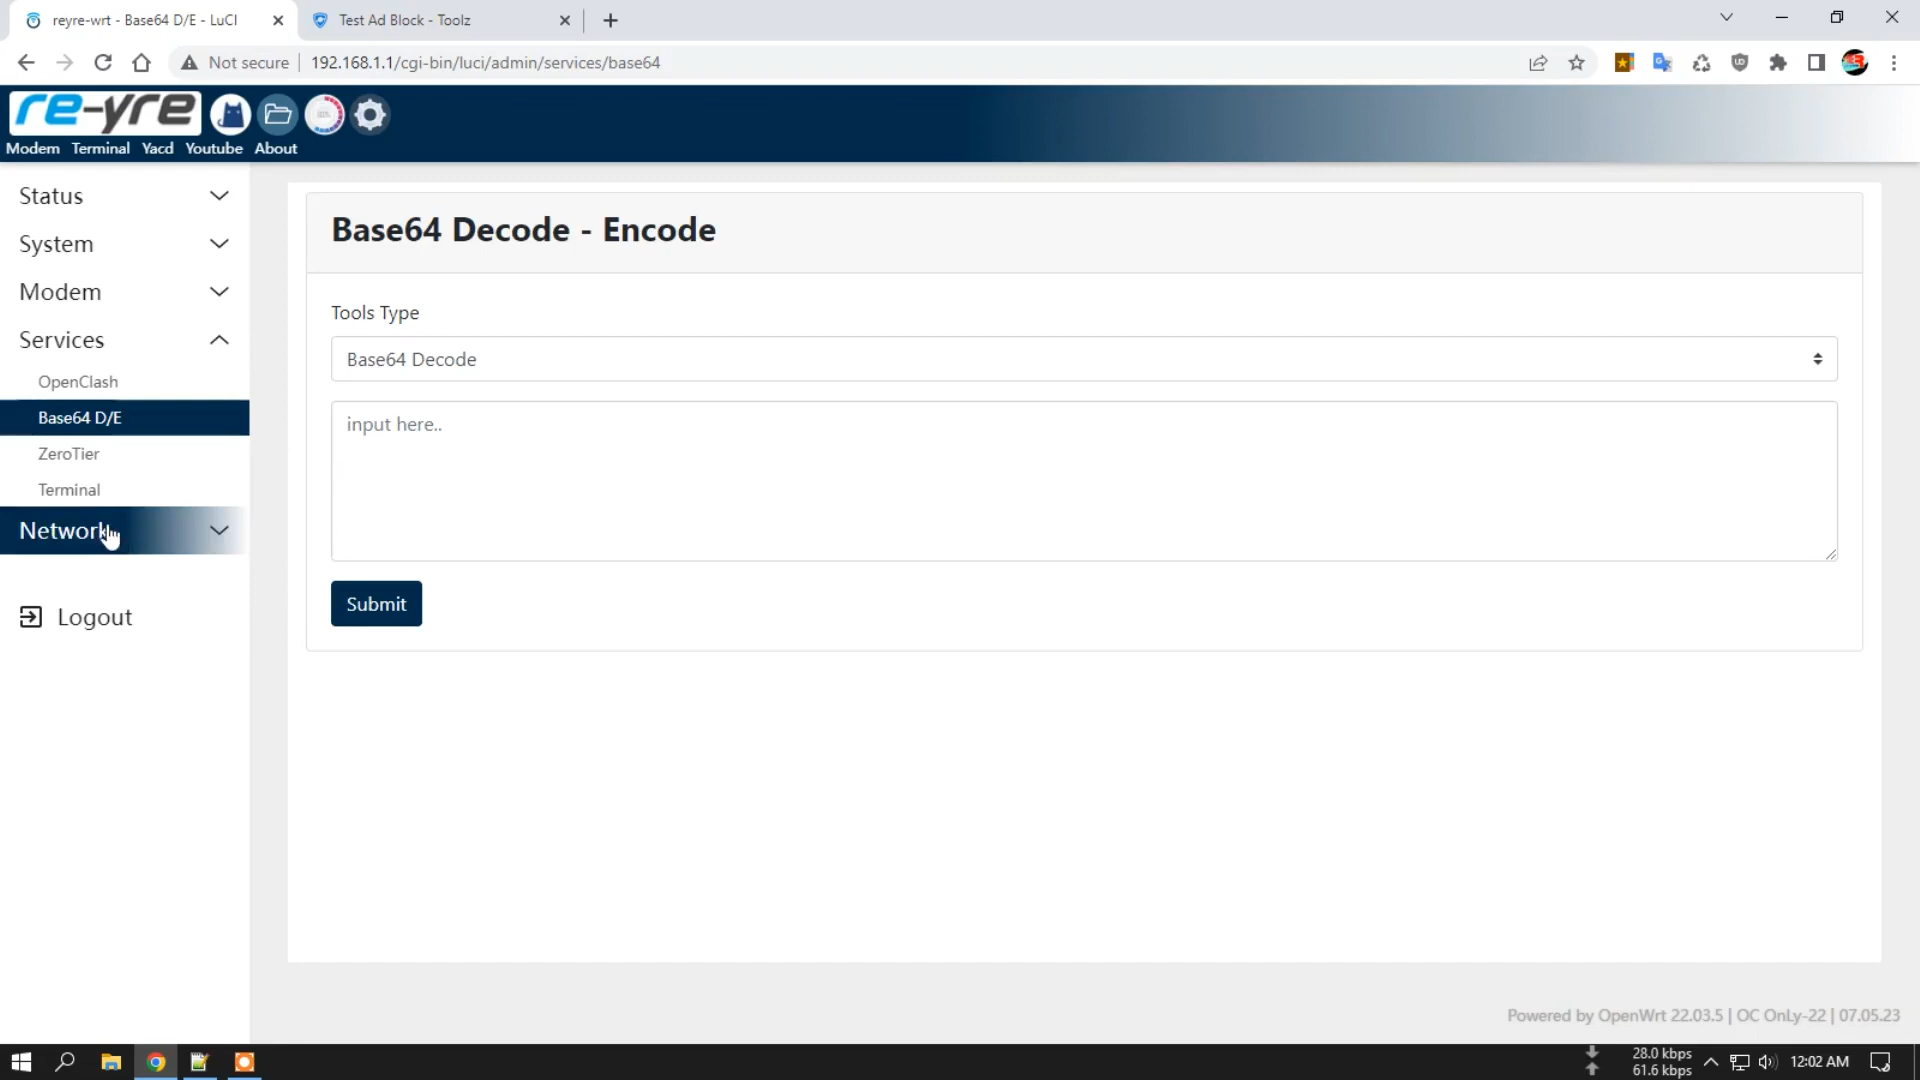 reyre-wrt - Base64 D/E - LuCI
Test Ad Block - Toolz
Not secure
192.168.1.1/cgi-bin/luci/admin/services/base64
re-yre
Modem Terminal Yacd Youtube About
Status
System
Modem
Services
OpenClash
Base64 D/E
ZeroTier
Terminal
Network
Logout
Base64 Decode - Encode
Tools Type
Base64 Decode
input here..
Submit
Powered by OpenWrt 22.03.5 | OC OnLy-22 | 07.05.23
28.0 kbps
61.6 kbps
12:02 AM